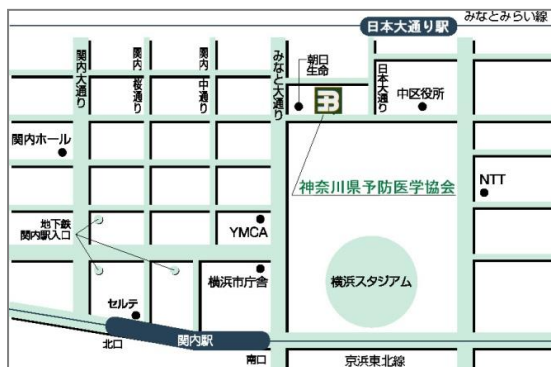 みなとみらい線
日本大通り駅
関内大通り
関内
桜通り
関内
中通り
みなと大通り
朝日
生命
日本大通り
中区役所
関内ホール
神奈川県予防医学協会
NTT
地下鉄
関内駅入口
YMCA
横浜市庁舎
横浜スタジアム
セルテ
北口
関内駅
南口
京浜東北線